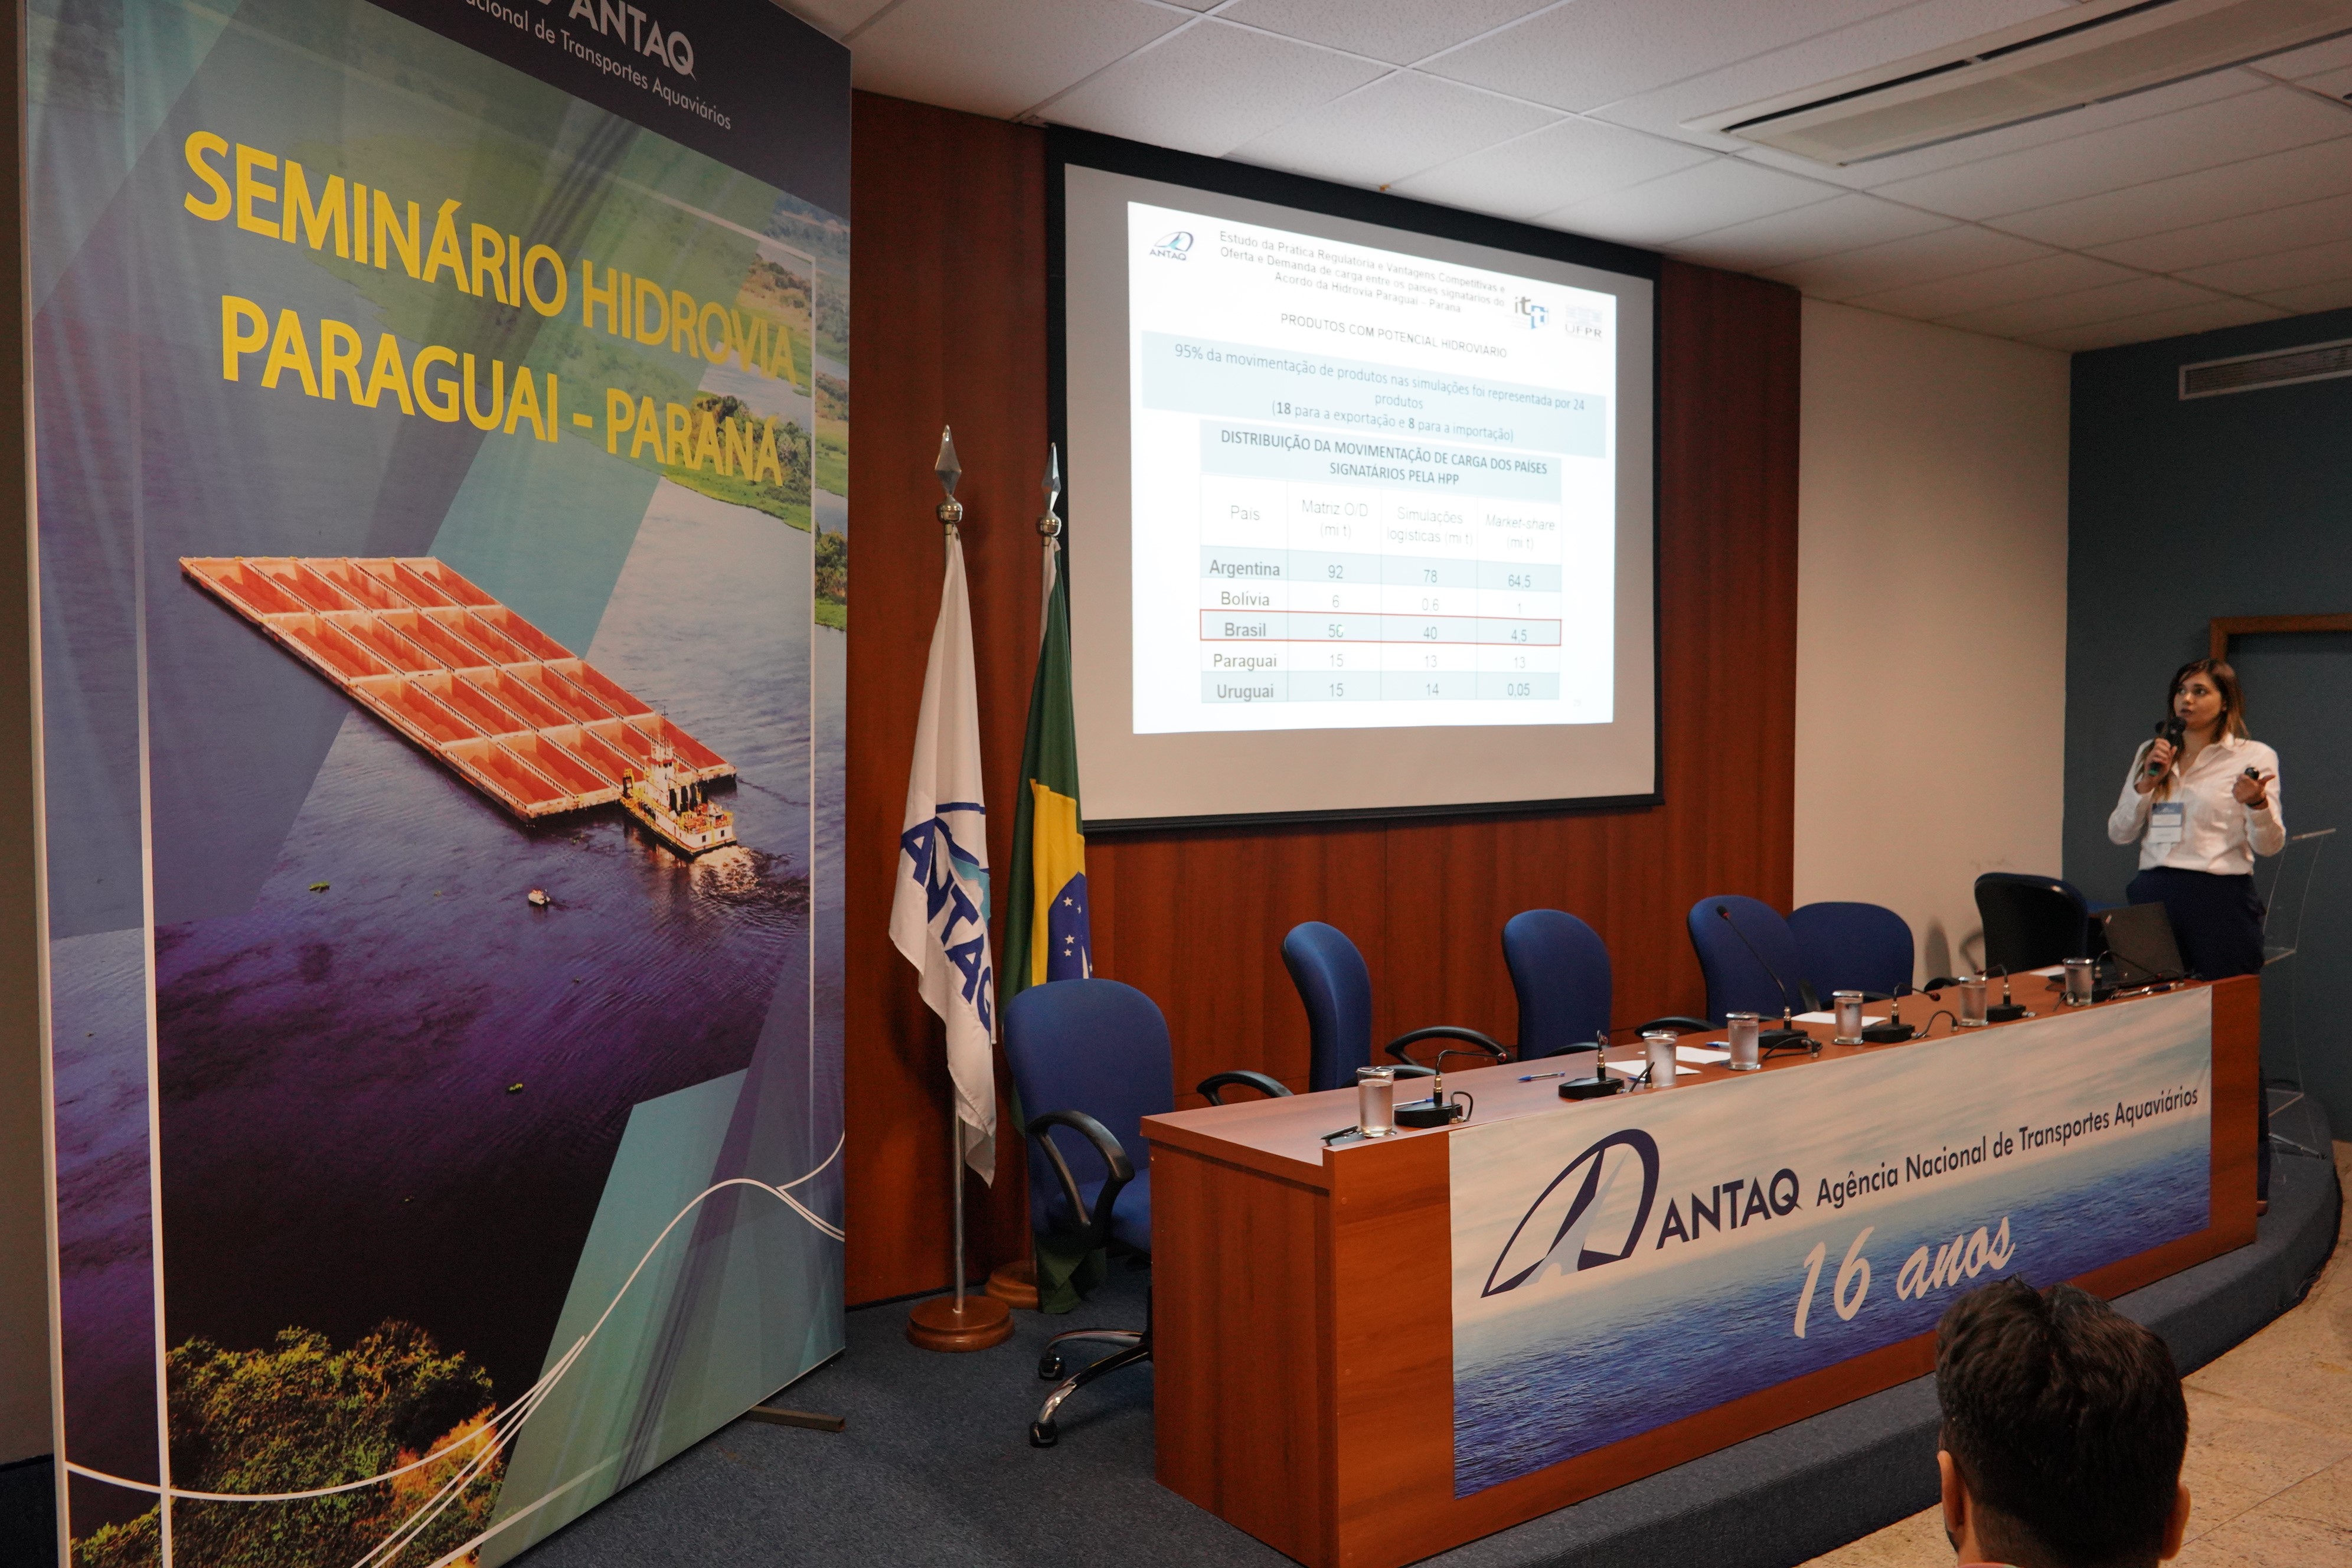 ANTAQ
cional de Transportes Aquaviários
SEMINÁRIO HIDROVIA
PARAGUAI - PARANÁ
ANTAQ
ANTAQ
Estudo da Prática Regulatória e Vantagens Competitivas e
Oferta e Demanda de carga entre os países signatários do
Acordo da Hidrovia Paraguai - Paraná
UFPR
PRODUTOS COM POTENCIAL HIDROVIARIO
95% da movimentação de produtos nas simulações foi representada por 24
produtos
(18 para a exportação e 8 para a importação)
DISTRIBUIÇÃO DA MOVIMENTAÇÃO DE CARGA DOS PAÍSES
SIGNATÁRIOS PELA HPP
País Matriz O/D (mi t) Simulações logísticas (mi t) Market-share (mi t)
Argentina 92 78 64,5
Bolívia 6 0,6 1
Brasil 50 40 4,5
Paraguai 15 13 13
Uruguai 15 14 0,05
ANTAQ Agência Nacional de Transportes Aquaviários
16 anos